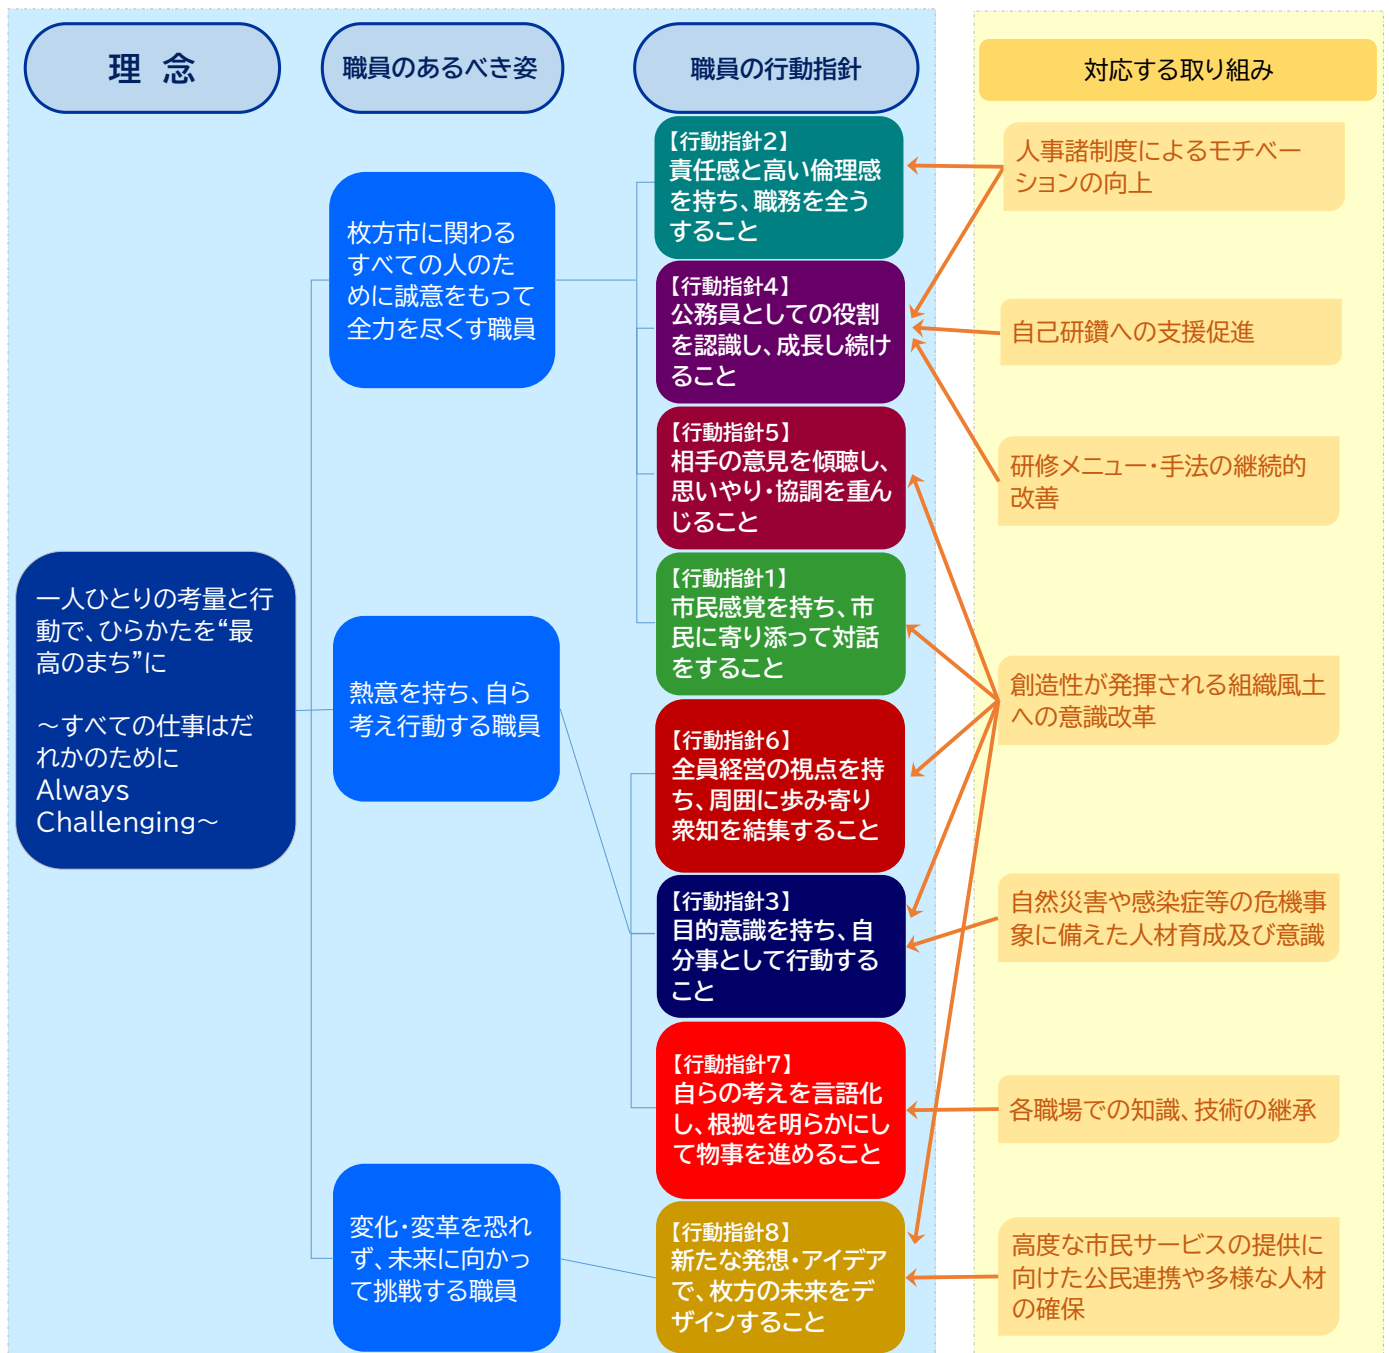 理 念
職員のあるべき姿
職員の行動指針
対応する取り組み
一人ひとりの考量と行
動で、ひらかたを“最
高のまち”に
～すべての仕事はだ
れかのために
Always
Challenging～
枚方市に関わる
すべての人のた
めに誠意をもって
全力を尽くす職員
熱意を持ち、自ら
考え行動する職員
変化・変革を恐れ
ず、未来に向かっ
て挑戦する職員
【行動指針2】
責任感と高い倫理感
を持ち、職務を全う
すること
【行動指針4】
公務員としての役割
を認識し、成長し続け
ること
【行動指針5】
相手の意見を傾聴し、
思いやり・協調を重ん
じること
【行動指針1】
市民感覚を持ち、市
民に寄り添って対話
をすること
【行動指針6】
全員経営の視点を持
ち、周囲に歩み寄り
衆知を結集すること
【行動指針3】
目的意識を持ち、自
分事として行動する
こと
【行動指針7】
自らの考えを言語化
し、根拠を明らかにし
て物事を進めること
【行動指針8】
新たな発想・アイデア
で、枚方の未来をデ
ザインすること
人事諸制度によるモチベー
ションの向上
自己研鑽への支援促進
研修メニュー・手法の継続的
改善
創造性が発揮される組織風土
への意識改革
自然災害や感染症等の危機事
象に備えた人材育成及び意識
各職場での知識、技術の継承
高度な市民サービスの提供に
向けた公民連携や多様な人材
の確保